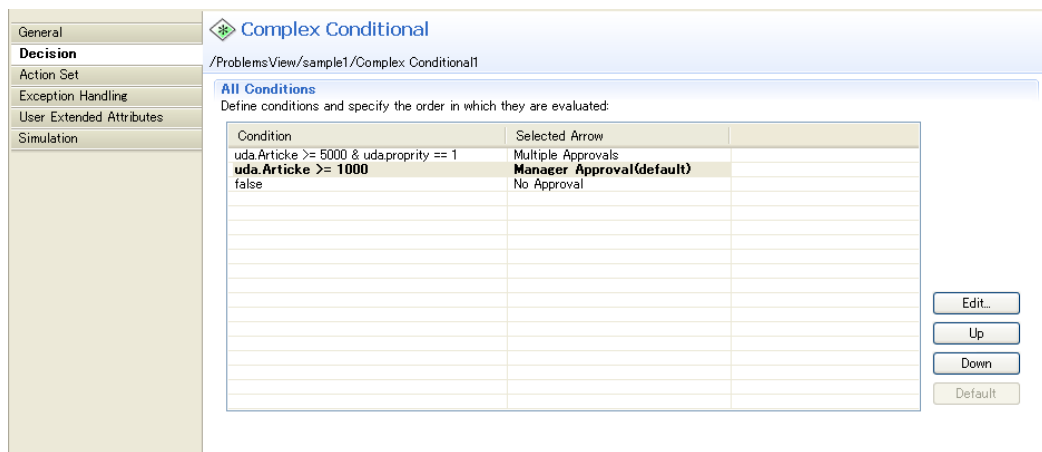 General
Decision
Action Set
Exception Handling
User Extended Attributes
Simulation
Complex Conditional
/ProblemsView/sample1/Complex Conditional1
All Conditions
Define conditions and specify the order in which they are evaluated:
Condition Selected Arrow
uda.Articke >= 5000 & uda.proprity == 1 Multiple Approvals
uda.Articke >= 1000 Manager Approval(default)
false No Approval
Edit...
Up
Down
Default